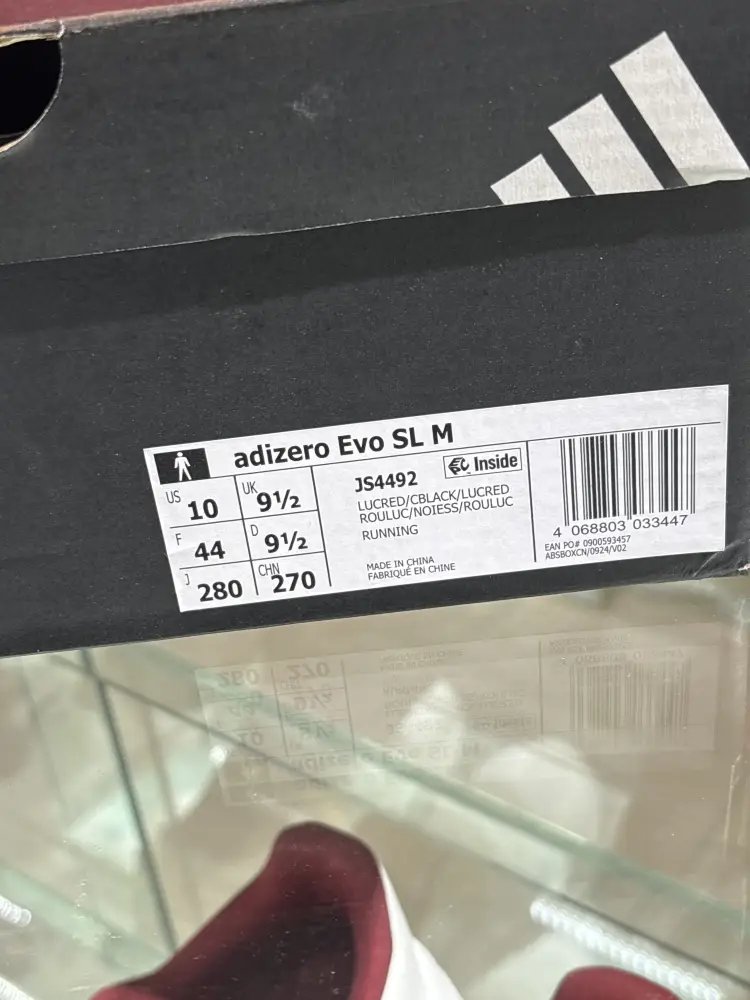 adizero Evo SL M
US 10 UK 9½
F 44 D 9½
J 280 CHN 270
JS4492 Inside
LUCRED/CBLACK/LUCRED
ROULUC/NOIESS/ROULUC
RUNNING
MADE IN CHINA
FABRIQUÉ EN CHINE
4 068803 033447
EAN PO# 0900593457
ABSBOXCN/0924/V02